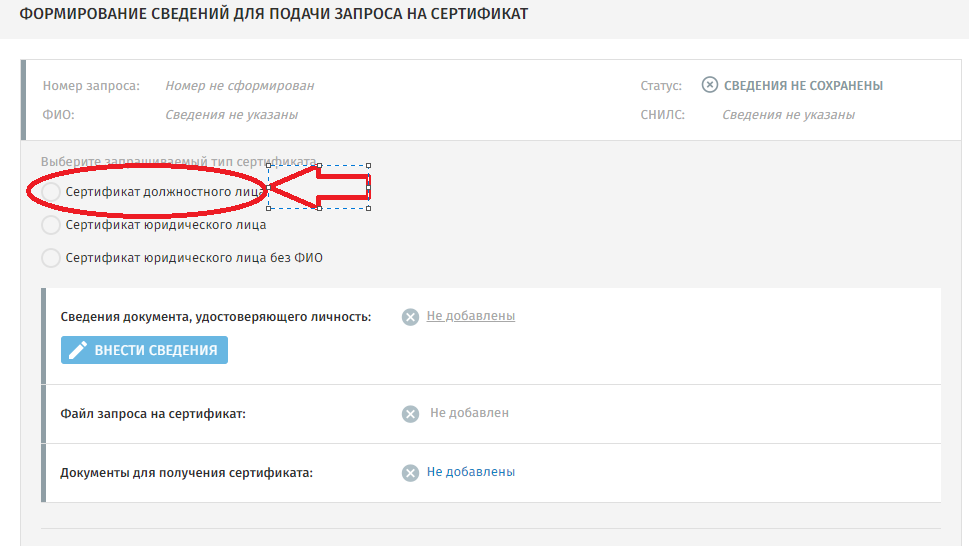 ФОРМИРОВАНИЕ СВЕДЕНИЙ ДЛЯ ПОДАЧИ ЗАПРОСА НА СЕРТИФИКАТ
Номер запроса: Номер не сформирован Статус: СВЕДЕНИЯ НЕ СОХРАНЕНЫ
ФИО: Сведения не указаны СНИЛС: Сведения не указаны
Выберите запрашиваемый тип сертификата
Сертификат должностного лица
Сертификат юридического лица
Сертификат юридического лица без ФИО
Сведения документа, удостоверяющего личность: Не добавлены
ВНЕСТИ СВЕДЕНИЯ
Файл запроса на сертификат: Не добавлен
Документы для получения сертификата: Не добавлены